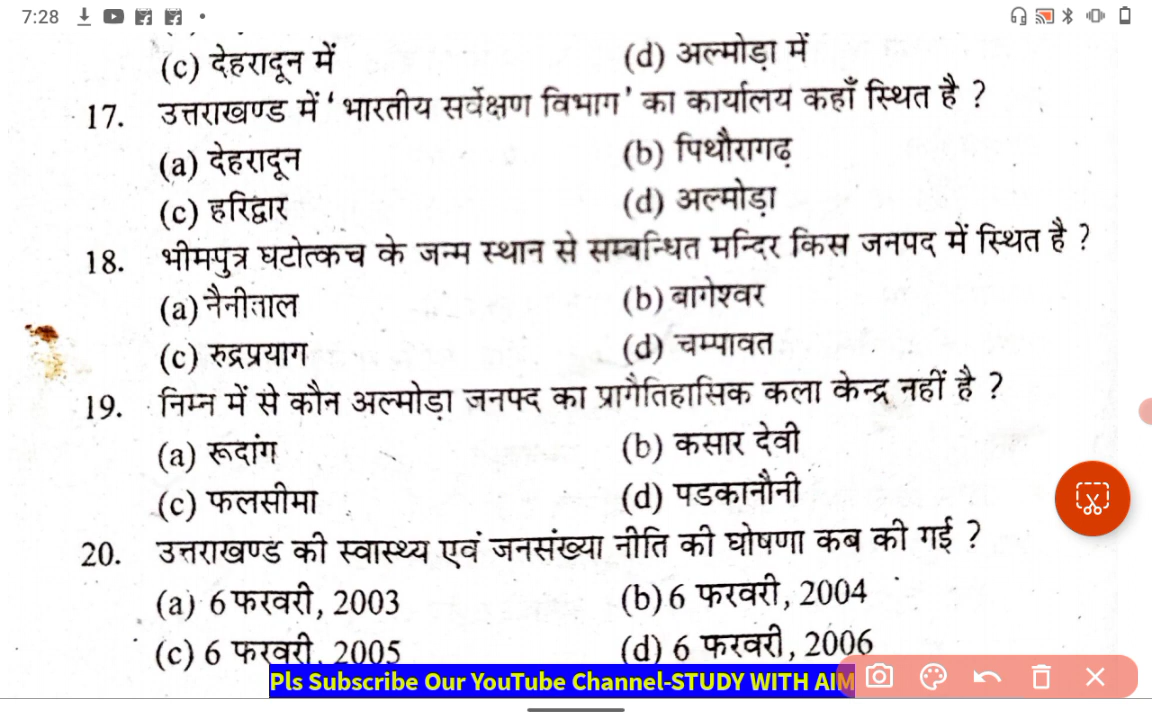 7:28
(c) देहरादून में (d) अल्मोड़ा में
17. उत्तराखण्ड में ' भारतीय सर्वेक्षण विभाग ' का कार्यालय कहाँ स्थित है ?
(a) देहरादून (b) पिथौरागढ़
(c) हरिद्वार (d) अल्मोड़ा
18. भीमपुत्र घटोत्कच के जन्म स्थान से सम्बन्धित मन्दिर किस जनपद में स्थित है ?
(a) नैनीताल (b) बागेश्वर
(c) रुद्रप्रयाग (d) चम्पावत
19. निम्न में से कौन अल्मोड़ा जनपद का प्रागैतिहासिक कला केन्द्र नहीं है ?
(a) रूदांग (b) कसार देवी
(c) फलसीमा (d) पडकानौनी
20. उत्तराखण्ड की स्वास्थ्य एवं जनसंख्या नीति की घोषणा कब की गई ?
(a) 6 फरवरी, 2003 (b) 6 फरवरी, 2004
(c) 6 फरवरी, 2005 (d) 6 फरवरी, 2006
Pls Subscribe Our YouTube Channel-STUDY WITH AIM